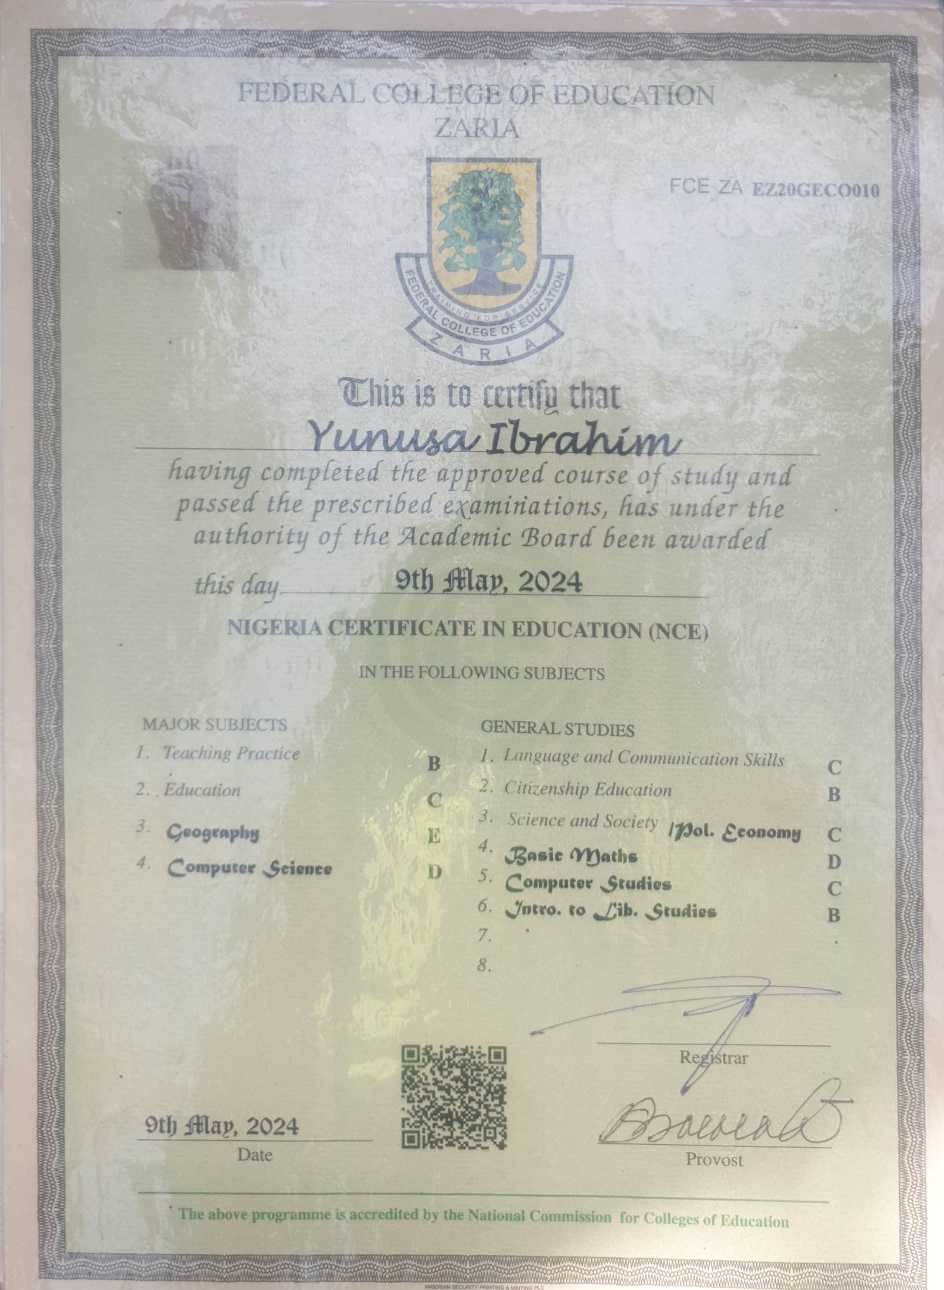 FEDERAL COLLEGE OF EDUCATION
ZARIA
FCE ZA EZ20GECO010
TRAINING FOR SERVICE
FEDERAL COLLEGE OF EDUCATION
ZARIA
This is to certify that
Yunusa Ibrahim
having completed the approved course of study and
passed the prescribed examinations, has under the
authority of the Academic Board been awarded
this day 9th May, 2024
NIGERIA CERTIFICATE IN EDUCATION (NCE)
IN THE FOLLOWING SUBJECTS
MAJOR SUBJECTS
1. Teaching Practice B
2. Education C
3. Geography E
4. Computer Science D
GENERAL STUDIES
1. Language and Communication Skills C
2. Citizenship Education B
3. Science and Society /Pol. Economy C
4. Basic Maths D
5. Computer Studies C
6. Intro. to Lib. Studies B
7.
8.
Registrar
9th May, 2024
Date
Provost
The above programme is accredited by the National Commission for Colleges of Education